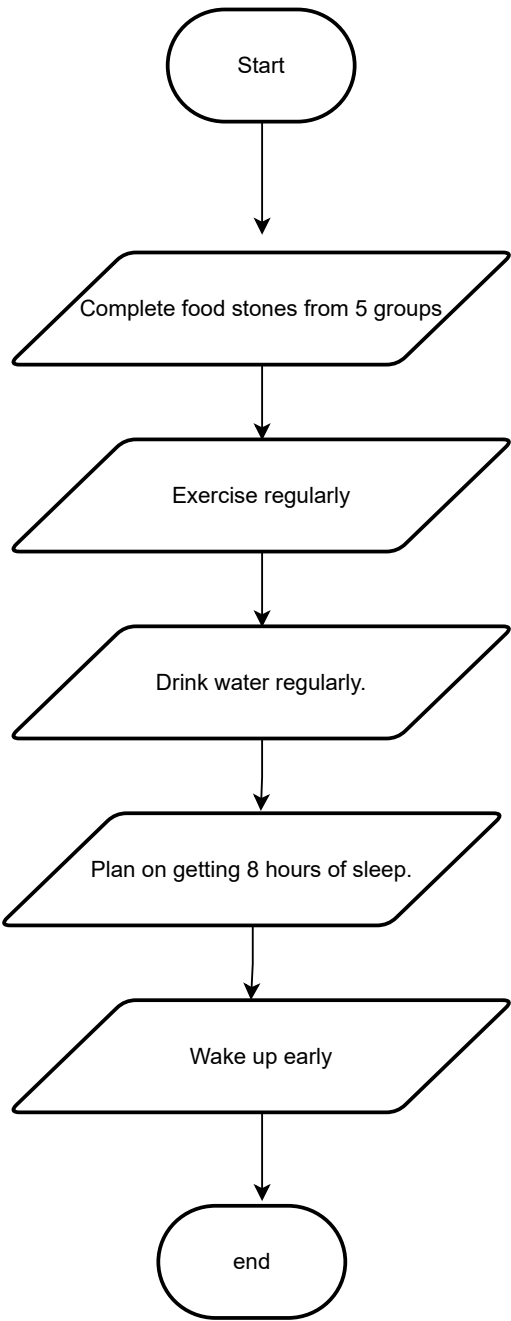 Start
Complete food stones from 5 groups
Exercise regularly
Drink water regularly.
Plan on getting 8 hours of sleep.
Wake up early
end